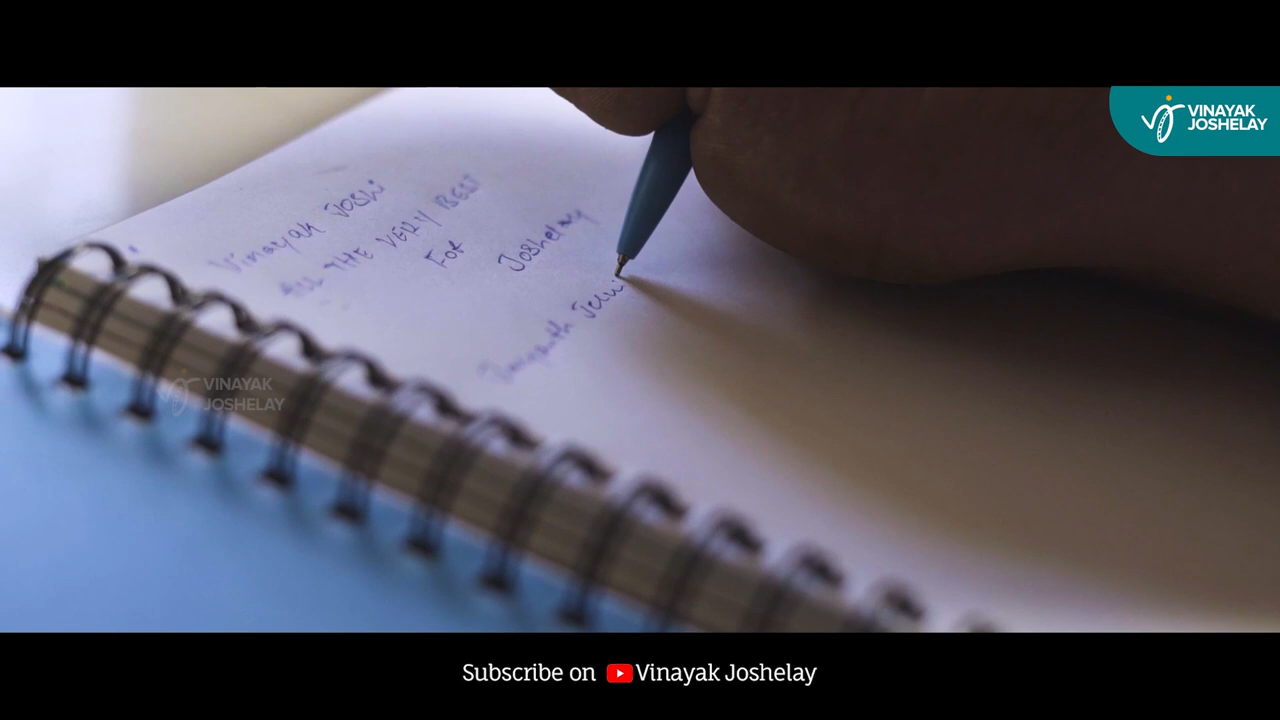 VINAYAK
JOSHELAY
Vinayak Joshi
ALL THE VERY BEST
For Joshelay
VINAYAK
JOSHELAY
Subscribe on Vinayak Joshelay